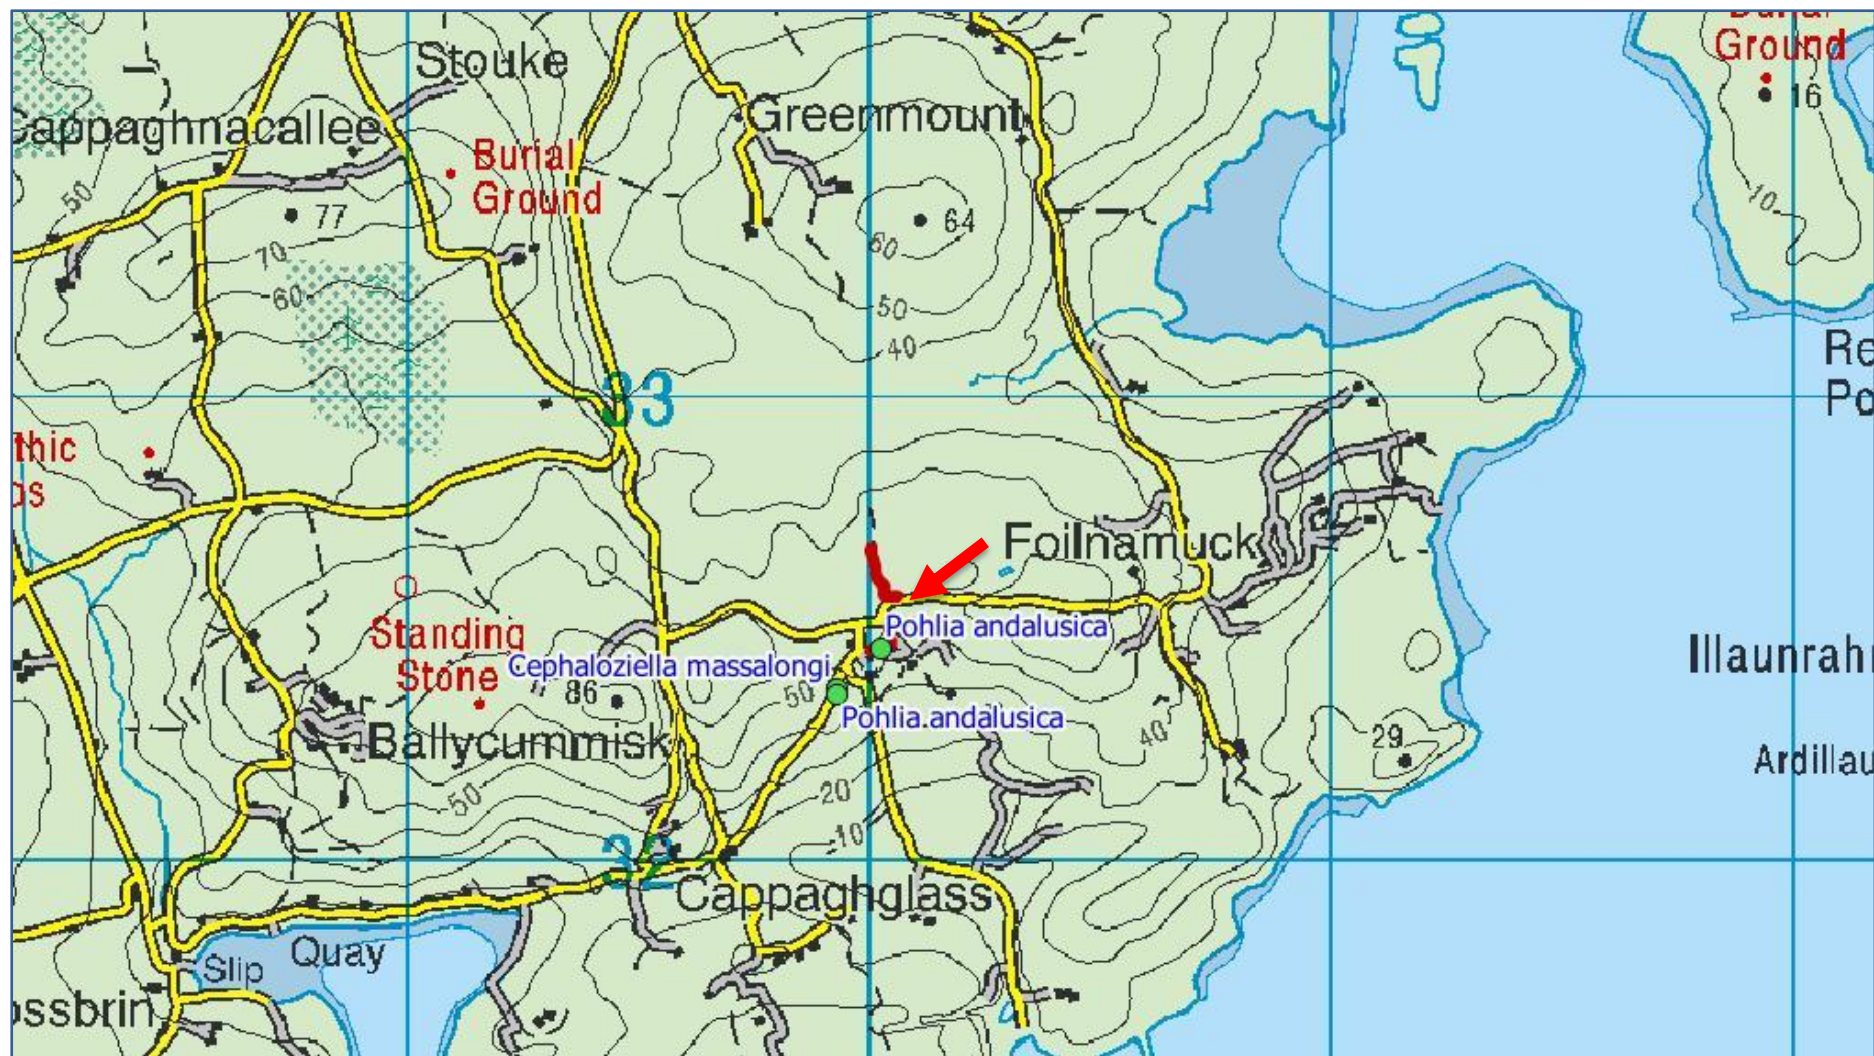 Stouke
Cappaghnacallee
Greenmount
Burial
Ground
Ground
16
50
77
70
60
64
60
50
40
10
33
thic
Foilnamuck
Standing
Stone
Pohlia andalusica
Cephaloziella massalongi
86
50
Pohlia.andalusica
Ballycummisk
40
29
Illaunrah
Ardillau
50
20
10
32
Cappaghglass
Quay
Slip
ossbrin
Re
Po